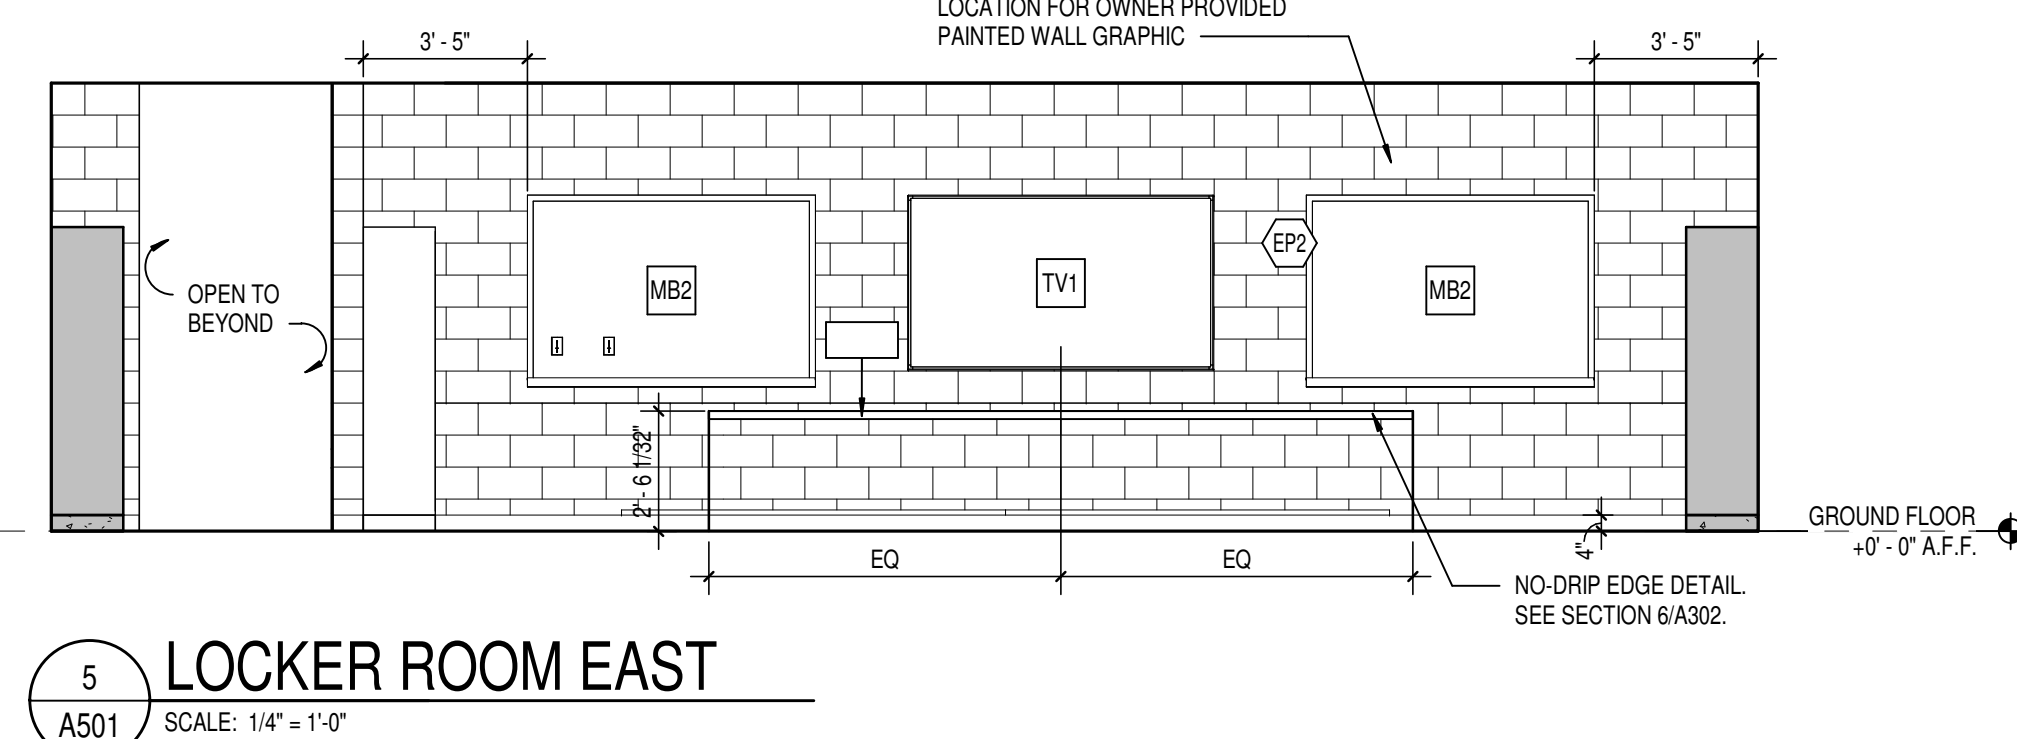 LOCATION FOR OWNER PROVIDED
PAINTED WALL GRAPHIC
3' - 5"
3' - 5"
OPEN TO
BEYOND
MB2
TV1
EP2
MB2
2' - 6 1/32"
EQ
EQ
4"
GROUND FLOOR
+0' - 0" A.F.F.
NO-DRIP EDGE DETAIL.
SEE SECTION 6/A302.
5
A501
LOCKER ROOM EAST
SCALE: 1/4" = 1'-0"